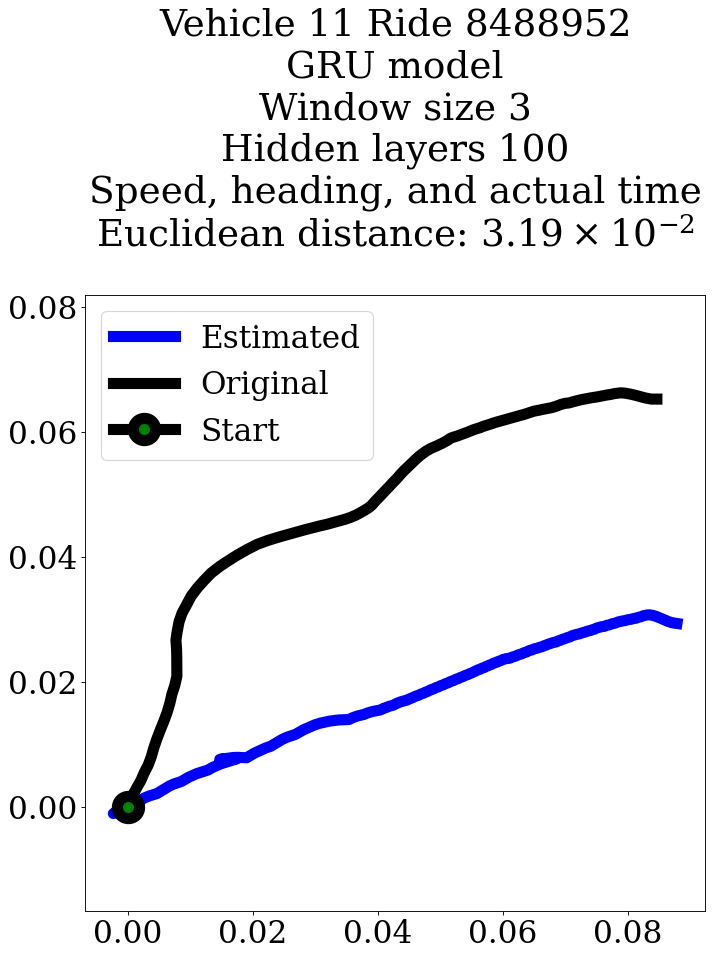 Vehicle 11 Ride 8488952
GRU model
Window size 3
Hidden layers 100
Speed, heading, and actual time
Euclidean distance: 3.19 × 10⁻²
0.08
Estimated
Original
Start
0.06
0.04
0.02
0.00
0.00 0.02 0.04 0.06 0.08